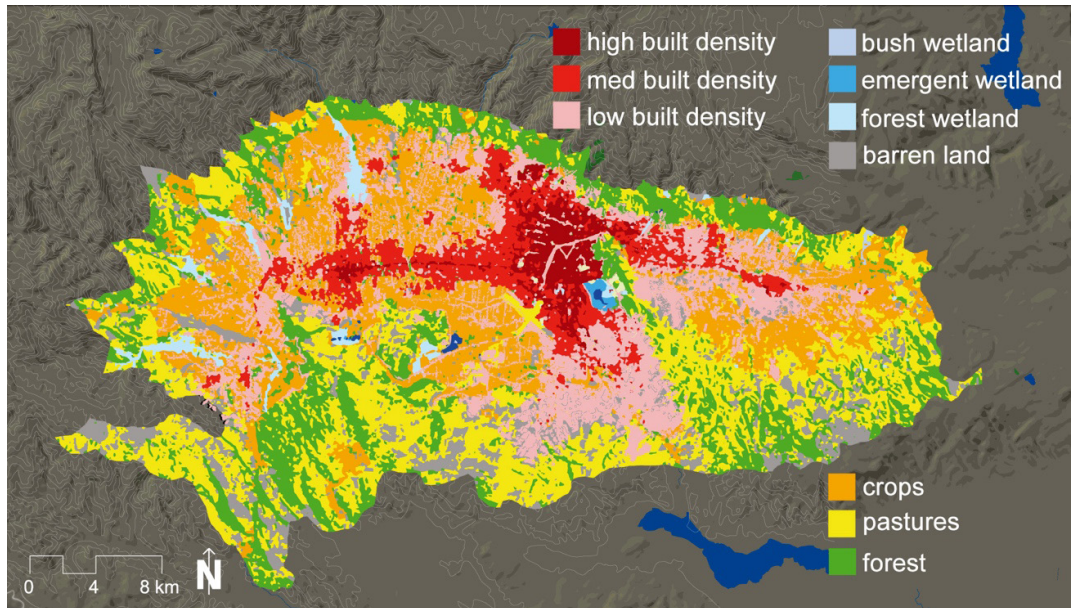 high built density
med built density
low built density
bush wetland
emergent wetland
forest wetland
barren land
crops
pastures
forest
0 4 8 km
N